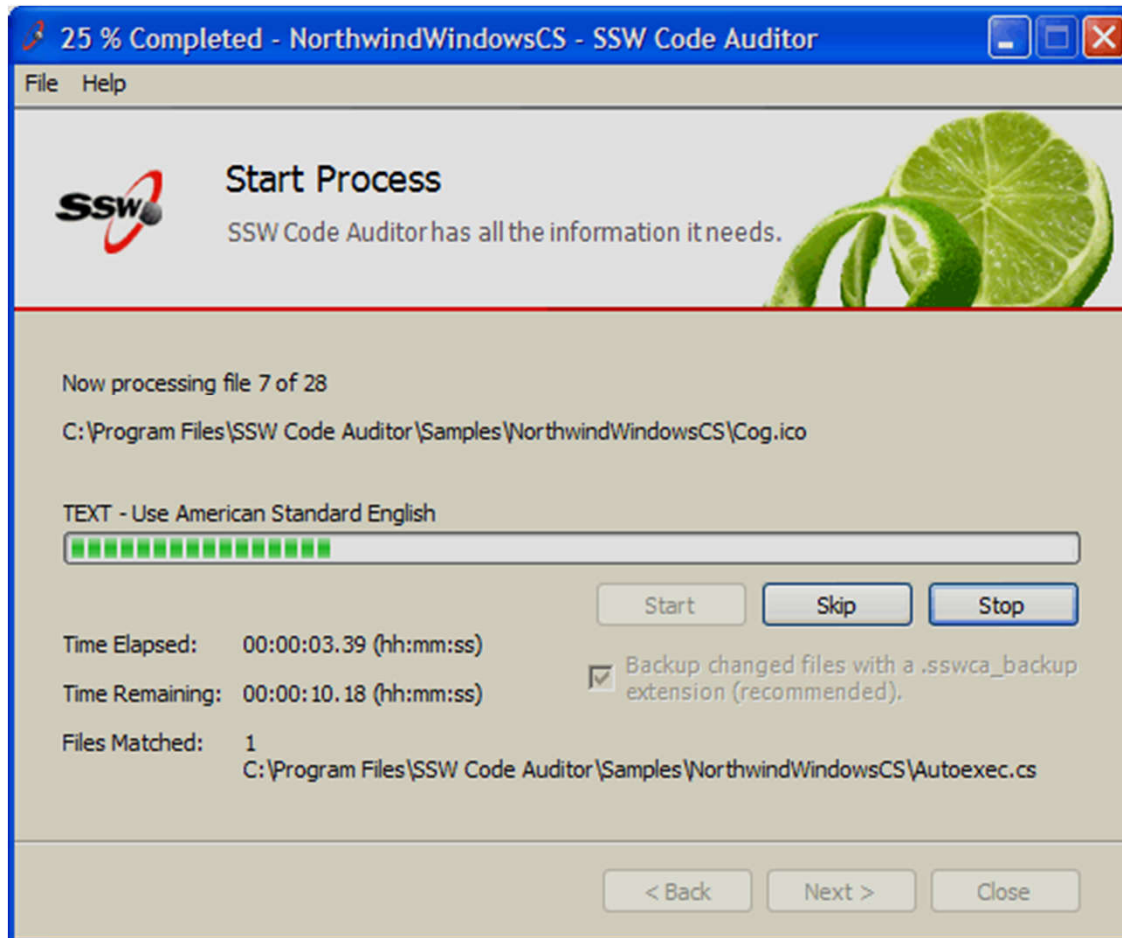 25 % Completed - NorthwindWindowsCS - SSW Code Auditor
File Help
SSW
Start Process
SSW Code Auditor has all the information it needs.
Now processing file 7 of 28
C:\Program Files\SSW Code Auditor\Samples\NorthwindWindowsCS\Cog.ico
TEXT - Use American Standard English
Start Skip Stop
Time Elapsed: 00:00:03.39 (hh:mm:ss)
Backup changed files with a .sswca_backup
extension (recommended).
Time Remaining: 00:00:10.18 (hh:mm:ss)
Files Matched: 1
C:\Program Files\SSW Code Auditor\Samples\NorthwindWindowsCS\Autoexec.cs
< Back Next > Close